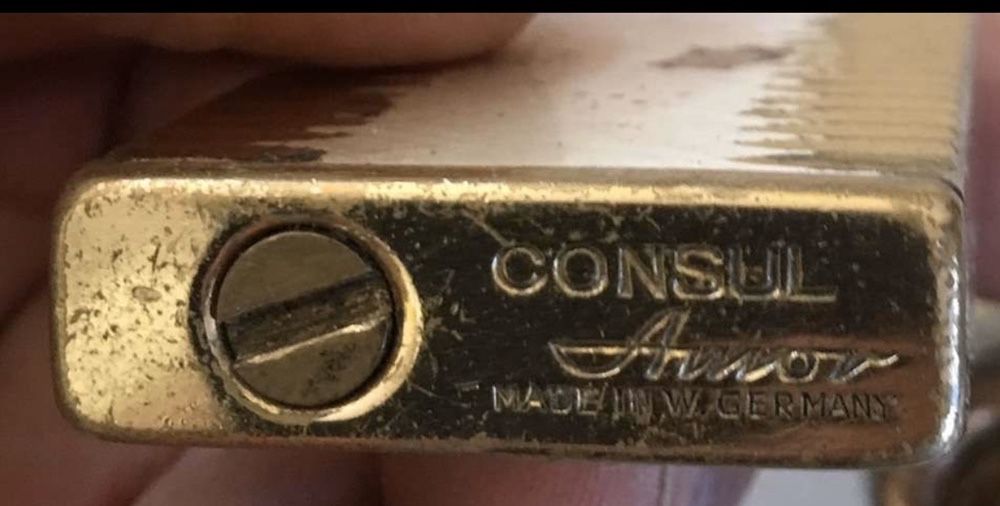 CONSUL
Amor
MADE IN W. GERMANY